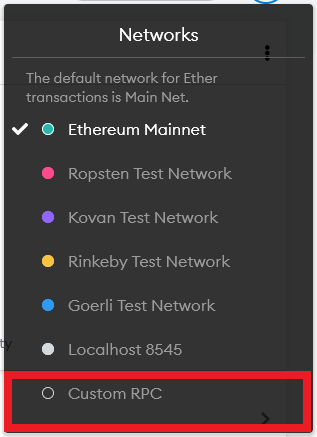 Networks
The default network for Ether
transactions is Main Net.
Ethereum Mainnet
Ropsten Test Network
Kovan Test Network
Rinkeby Test Network
Goerli Test Network
Localhost 8545
ty
Custom RPC